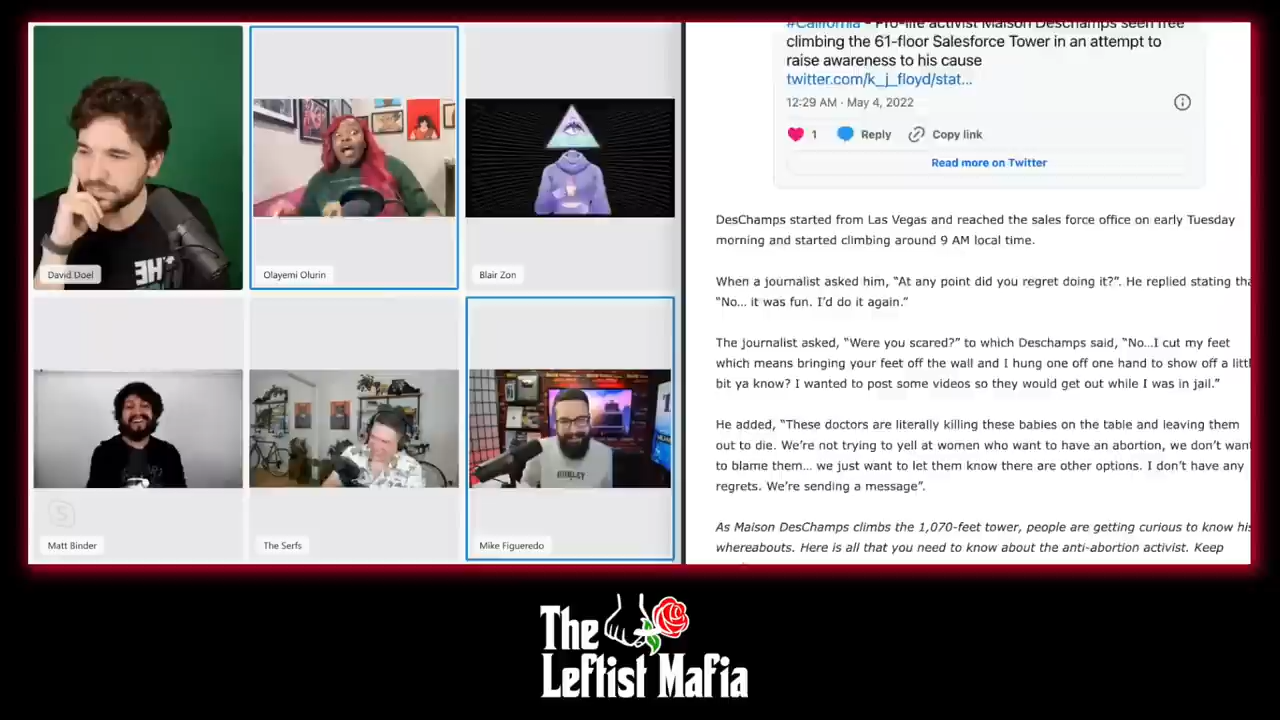 David Doel
Olayemi Olurin
Blair Zon
Matt Binder
The Serfs
HINKLEY
Mike Figueredo
#California - Pro-life activist Maison Deschamps seen free
climbing the 61-floor Salesforce Tower in an attempt to
raise awareness to his cause
twitter.com/k_j_floyd/stat...
12:29 AM · May 4, 2022
1 Reply Copy link
Read more on Twitter
DesChamps started from Las Vegas and reached the sales force office on early Tuesday
morning and started climbing around 9 AM local time.
When a journalist asked him, “At any point did you regret doing it?”. He replied stating tha
“No... it was fun. I’d do it again.”
The journalist asked, “Were you scared?” to which Deschamps said, “No...I cut my feet
which means bringing your feet off the wall and I hung one off one hand to show off a littl
bit ya know? I wanted to post some videos so they would get out while I was in jail.”
He added, “These doctors are literally killing these babies on the table and leaving them
out to die. We’re not trying to yell at women who want to have an abortion, we don’t wan
to blame them... we just want to let them know there are other options. I don’t have any
regrets. We’re sending a message”.
As Maison DesChamps climbs the 1,070-feet tower, people are getting curious to know his
whereabouts. Here is all that you need to know about the anti-abortion activist. Keep
The
Leftist Mafia